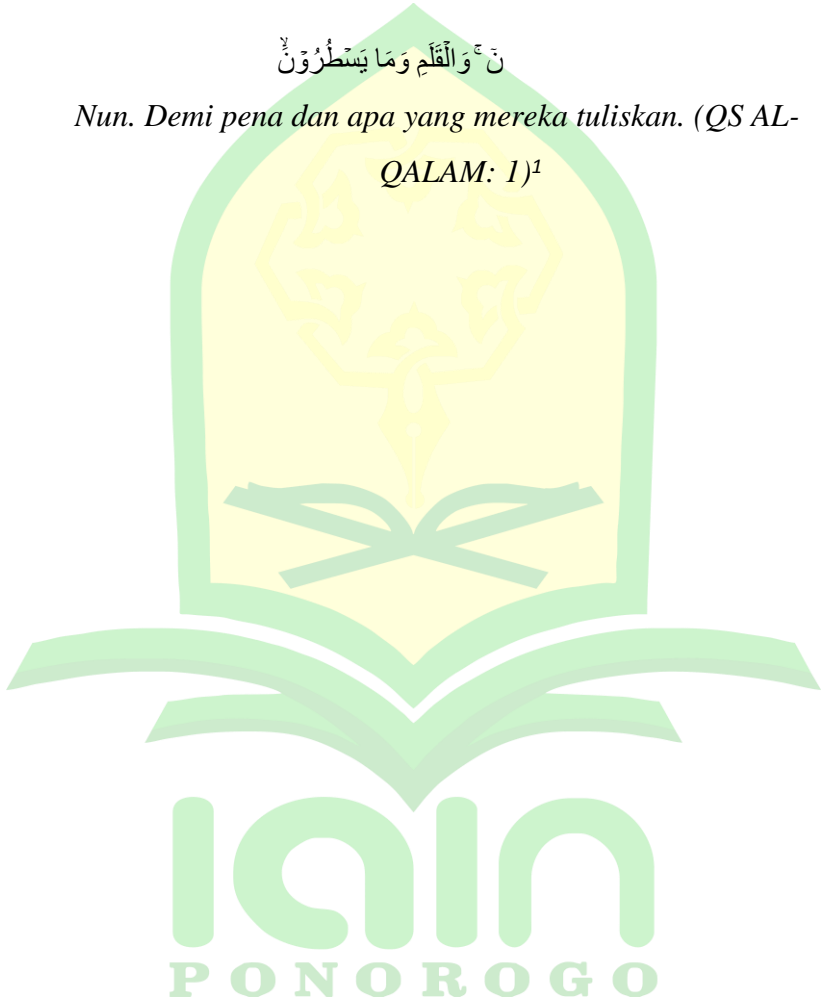 نۤ ۚوَالْقَلَمِ وَمَا يَسْطُرُوْنَۙ
Nun. Demi pena dan apa yang mereka tuliskan. (QS AL-
QALAM: 1)¹
IAIN
PONOROGO